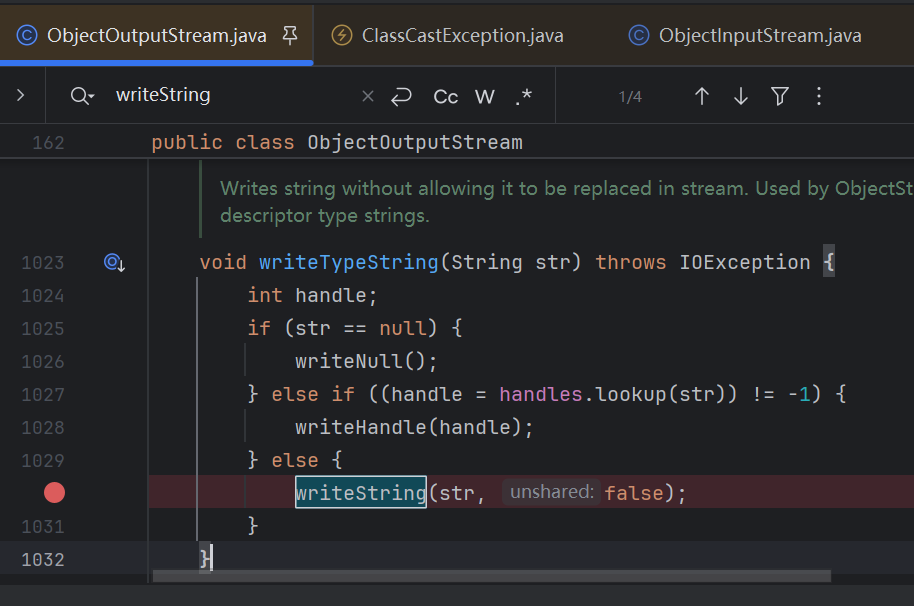 ObjectOutputStream.java ClassCastException.java ObjectInputStream.java
writeString Cc W .* 1/4
162 public class ObjectOutputStream
Writes string without allowing it to be replaced in stream. Used by ObjectSt
descriptor type strings.
1023 void writeTypeString(String str) throws IOException {
1024 int handle;
1025 if (str == null) {
1026 writeNull();
1027 } else if ((handle = handles.lookup(str)) != -1) {
1028 writeHandle(handle);
1029 } else {
writeString(str, unshared: false);
1031 }
1032 }